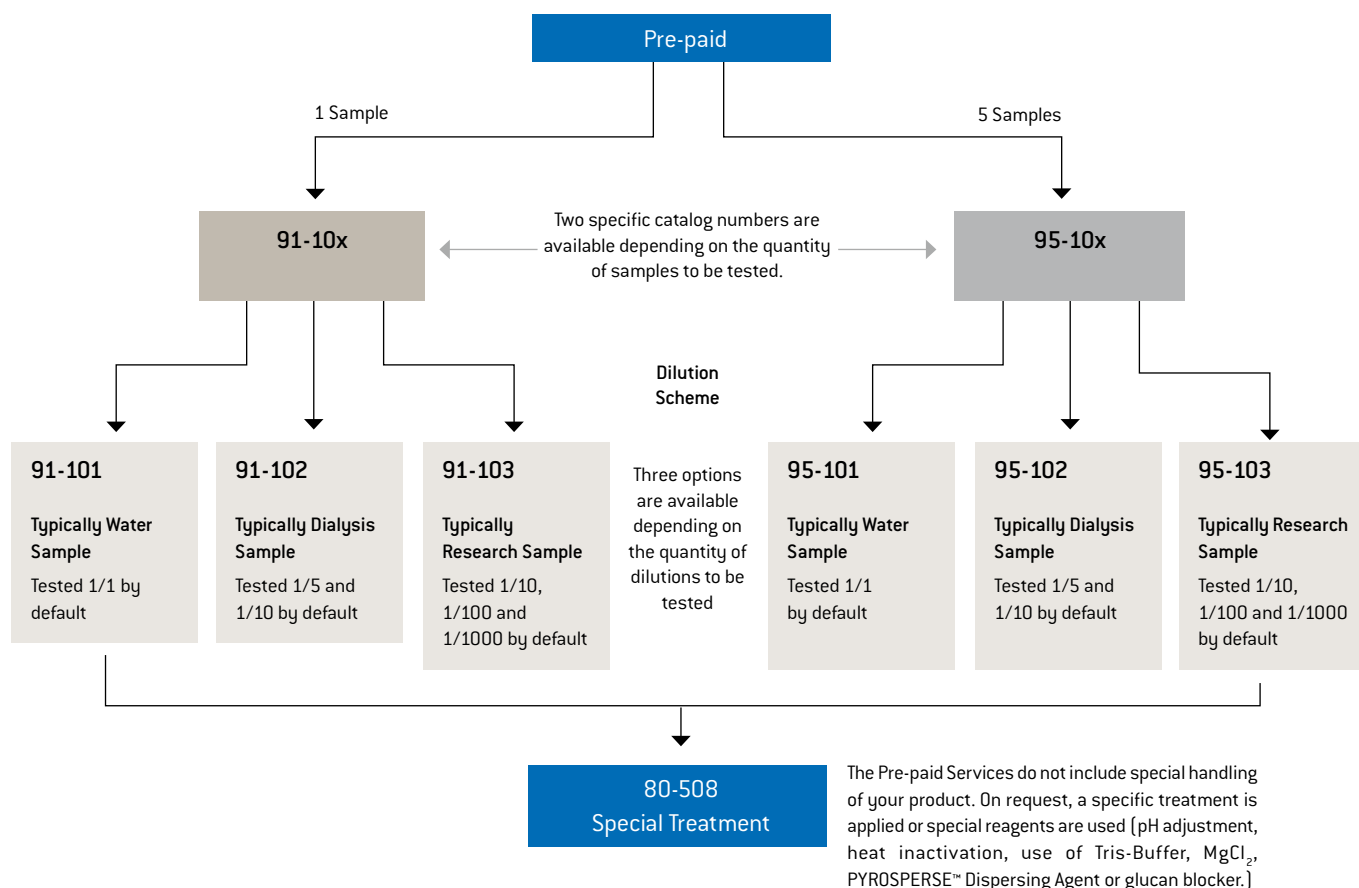 Pre-paid
1 Sample
5 Samples
91-10x
Two specific catalog numbers are
available depending on the quantity
of samples to be tested.
95-10x
Dilution
Scheme
91-101
Typically Water
Sample
Tested 1/1 by
default
91-102
Typically Dialysis
Sample
Tested 1/5 and
1/10 by default
91-103
Typically
Research Sample
Tested 1/10,
1/100 and
1/1000 by default
Three options
are available
depending on
the quantity of
dilutions to be
tested
95-101
Typically Water
Sample
Tested 1/1
by default
95-102
Typically Dialysis
Sample
Tested 1/5 and
1/10 by default
95-103
Typically Research
Sample
Tested 1/10,
1/100 and 1/1000
by default
80-508
Special Treatment
The Pre-paid Services do not include special handling
of your product. On request, a specific treatment is
applied or special reagents are used (pH adjustment,
heat inactivation, use of Tris-Buffer, MgCl₂,
PYROSPERSE™ Dispersing Agent or glucan blocker.)